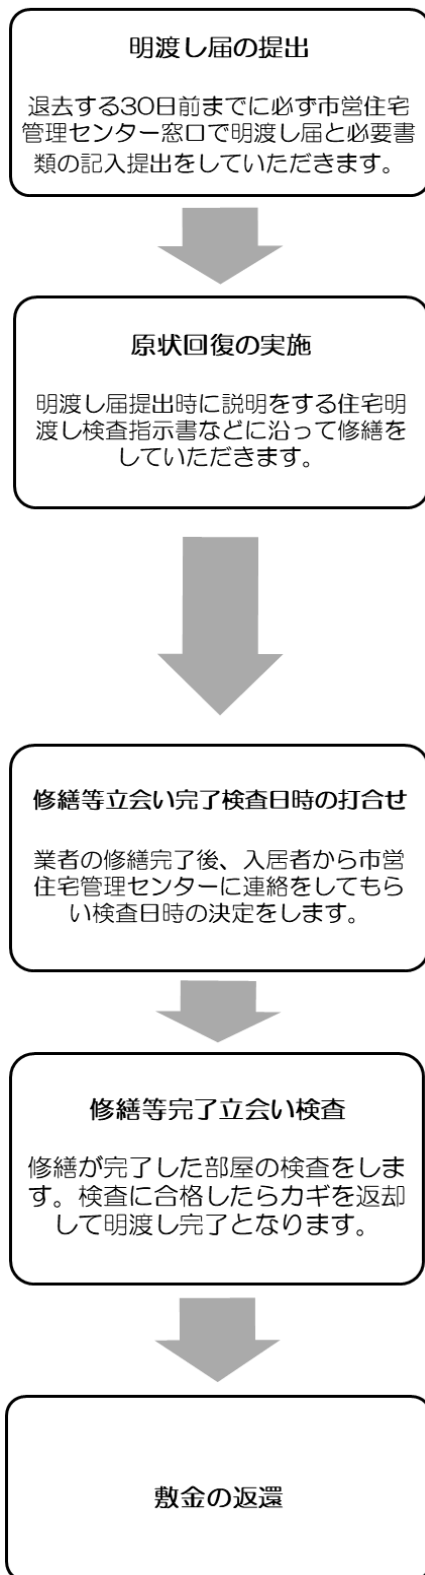 明渡し届の提出
退去する30日前までに必ず市営住宅
管理センター窓口で明渡し届と必要書
類の記入提出をしていただきます。
原状回復の実施
明渡し届提出時に説明をする住宅明
渡し検査指示書などに沿って修繕を
していただきます。
修繕等立会い完了検査日時の打合せ
業者の修繕完了後、入居者から市営
住宅管理センターに連絡をしてもら
い検査日時の決定をします。
修繕等完了立会い検査
修繕が完了した部屋の検査をしま
す。検査に合格したらカギを返却
して明渡し完了となります。
敷金の返還